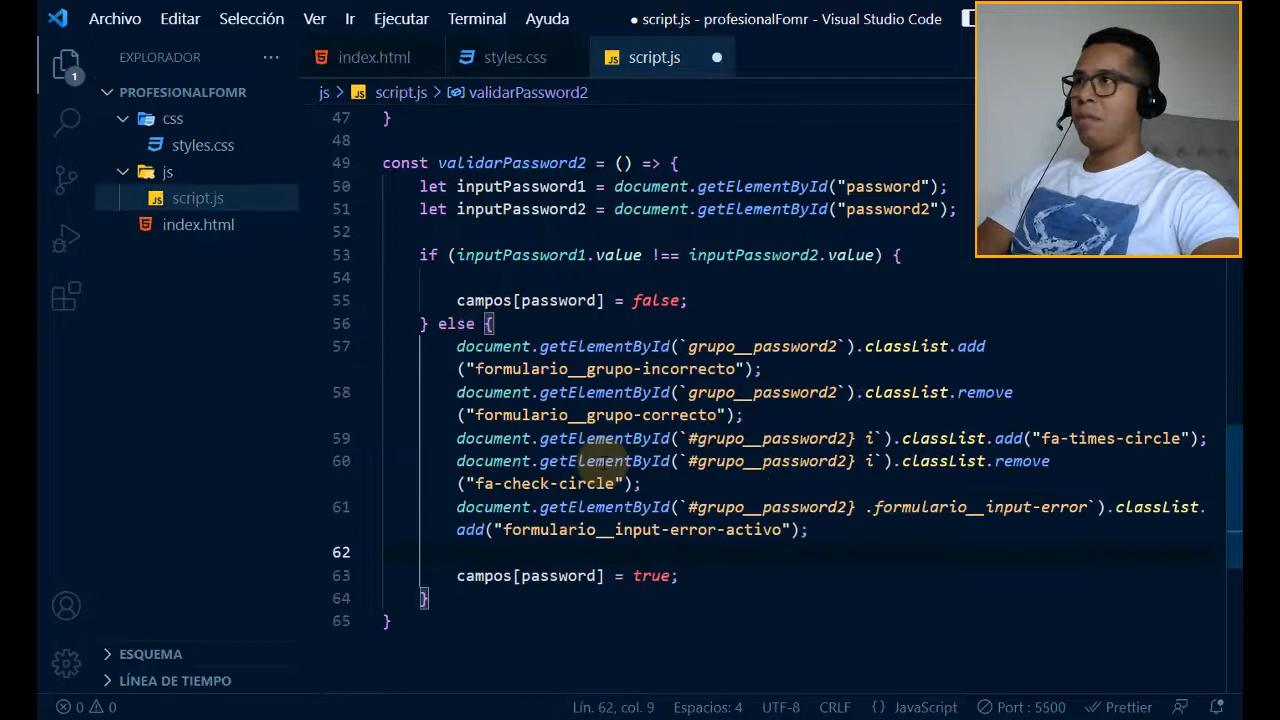 Archivo Editar Selección Ver Ir Ejecutar Terminal Ayuda
● script.js - profesionalFomr - Visual Studio Code
EXPLORADOR ···
index.html styles.css script.js
1
PROFESIONALFOMR
css
styles.css
js
script.js
index.html
js > script.js > validarPassword2
47 }
48
49 const validarPassword2 = () => {
50 let inputPassword1 = document.getElementById("password");
51 let inputPassword2 = document.getElementById("password2");
52
53 if (inputPassword1.value !== inputPassword2.value) {
54
55 campos[password] = false;
56 } else {
57 document.getElementById(`grupo__password2`).classList.add
("formulario__grupo-incorrecto");
58 document.getElementById(`grupo__password2`).classList.remove
("formulario__grupo-correcto");
59 document.getElementById(`#grupo__password2} i`).classList.add("fa-times-circle");
60 document.getElementById(`#grupo__password2} i`).classList.remove
("fa-check-circle");
61 document.getElementById(`#grupo__password2} .formulario__input-error`).classList.
add("formulario__input-error-activo");
62
63 campos[password] = true;
64 }
65 }
ESQUEMA
LÍNEA DE TIEMPO
0 0 Lín. 62, col. 9 Espacios: 4 UTF-8 CRLF {} JavaScript Port : 5500 Prettier